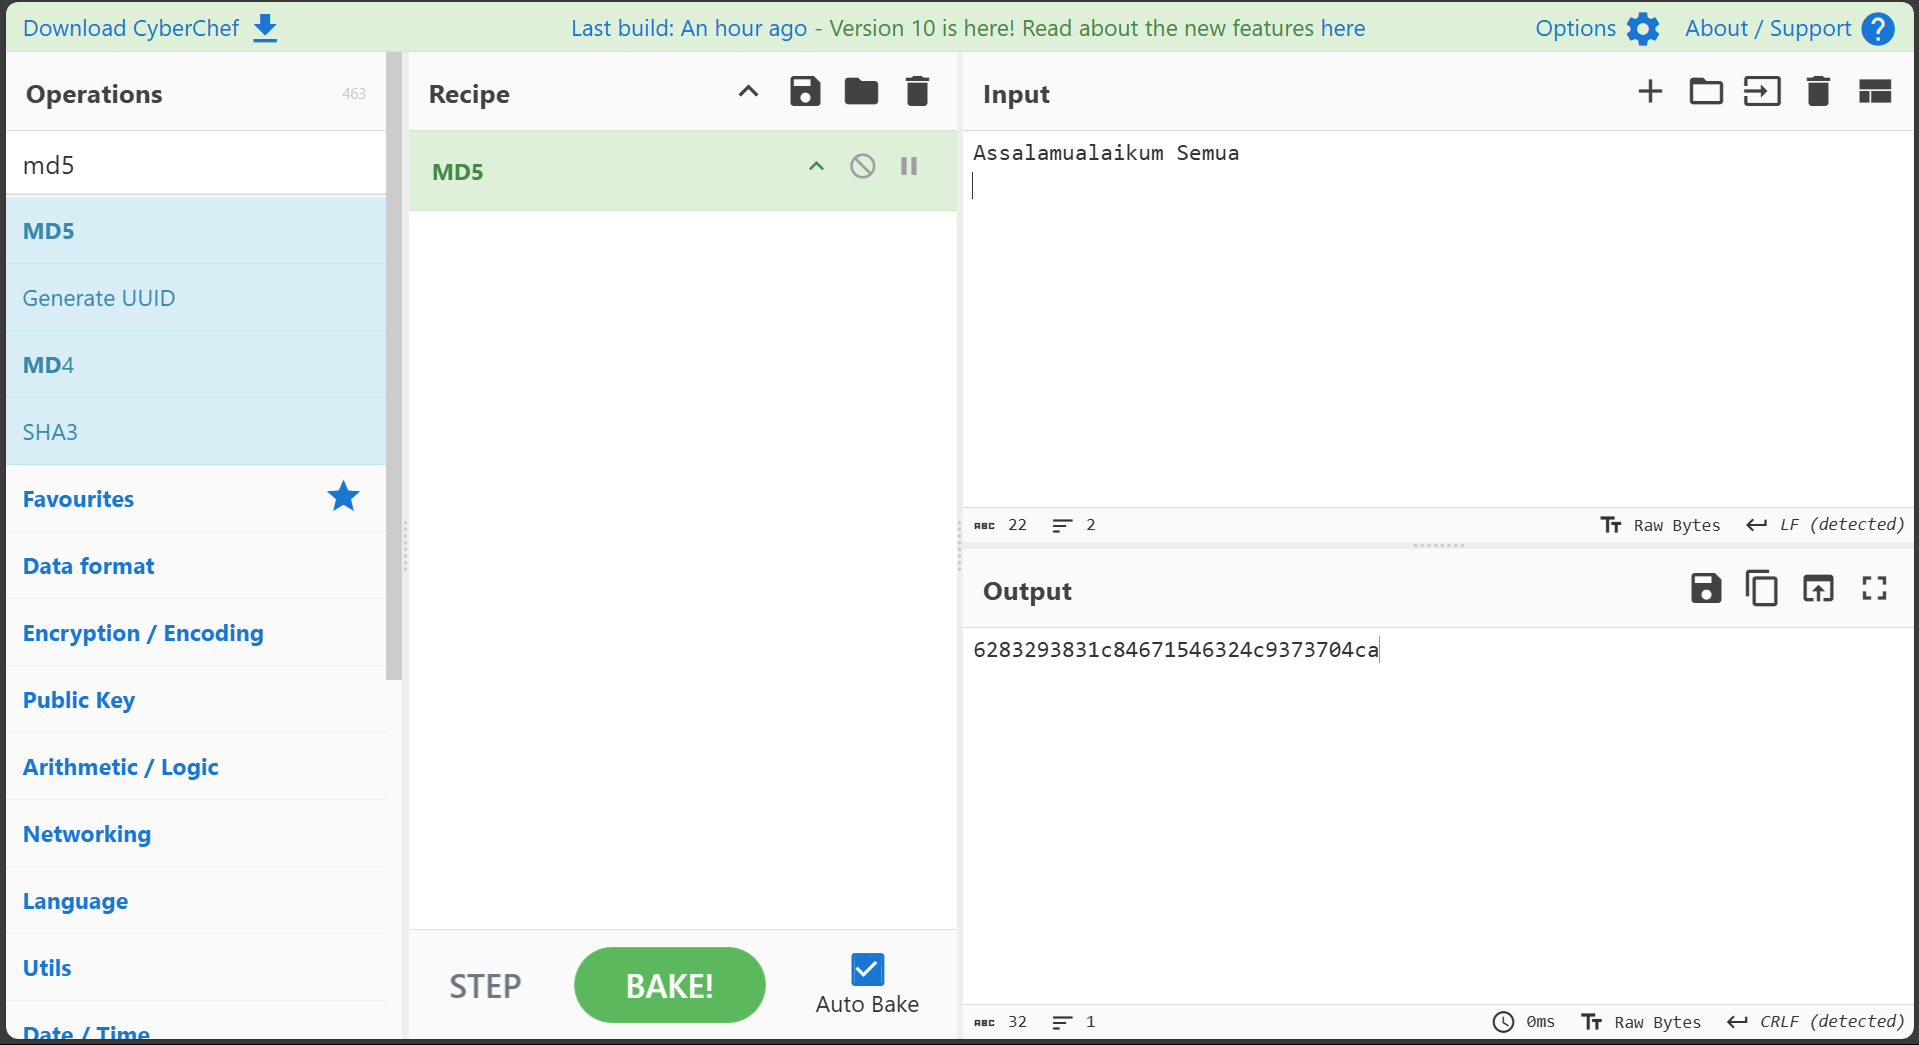 Download CyberChef
Last build: An hour ago - Version 10 is here! Read about the new features here
Options
About / Support
Operations
463
md5
MD5
Generate UUID
MD4
SHA3
Favourites
Data format
Encryption / Encoding
Public Key
Arithmetic / Logic
Networking
Language
Utils
Date / Time
Recipe
MD5
STEP
BAKE!
Auto Bake
Input
Assalamualaikum Semua
ABC 22 2
Tт Raw Bytes LF (detected)
Output
6283293831c84671546324c9373704ca
ABC 32 1
0ms Tт Raw Bytes CRLF (detected)